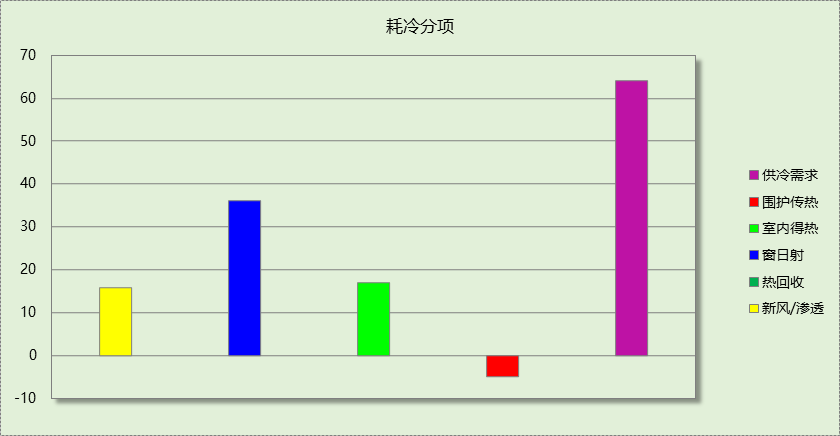 耗冷分项
70
60
50
40
30
20
10
0
-10
供冷需求
围护传热
室内得热
窗日射
热回收
新风/渗透